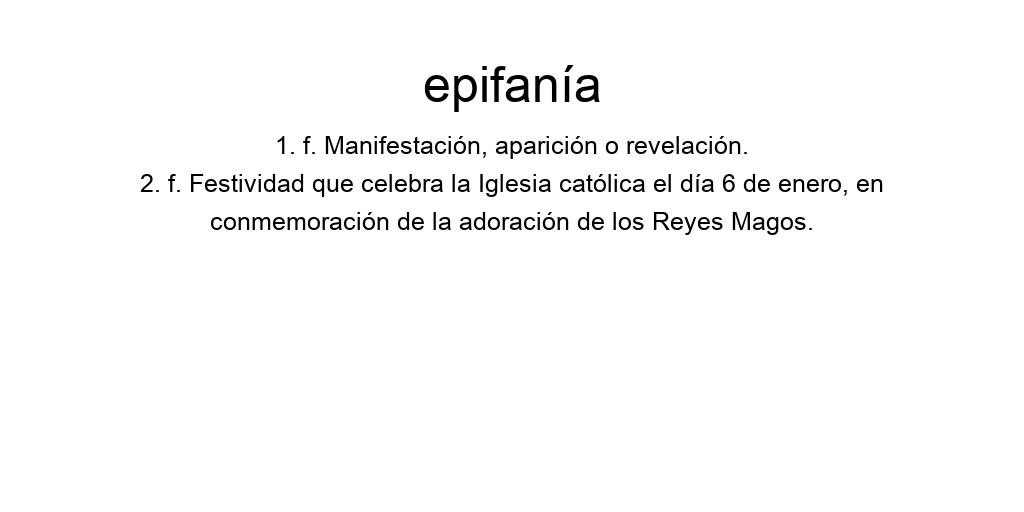 epifanía
1. f. Manifestación, aparición o revelación.
2. f. Festividad que celebra la Iglesia católica el día 6 de enero, en
conmemoración de la adoración de los Reyes Magos.